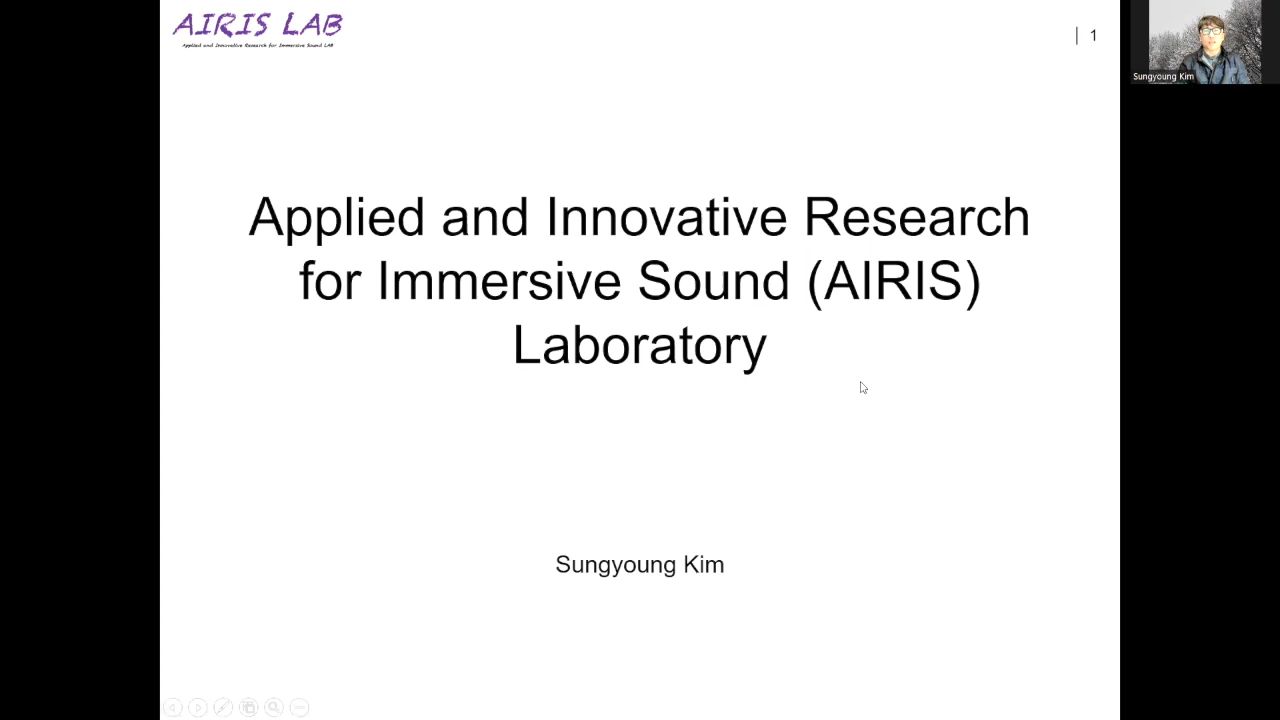 AIRIS LAB
Applied and Innovative Research for Immersive Sound LAB
1
Sungyoung Kim
Applied and Innovative Research
for Immersive Sound (AIRIS)
Laboratory
Sungyoung Kim